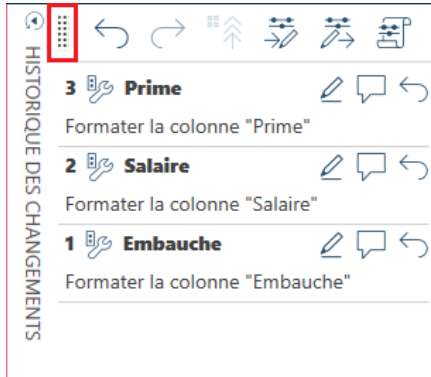 HISTORIQUE DES CHANGEMENTS
3 Prime
Formater la colonne "Prime"
2 Salaire
Formater la colonne "Salaire"
1 Embauche
Formater la colonne "Embauche"